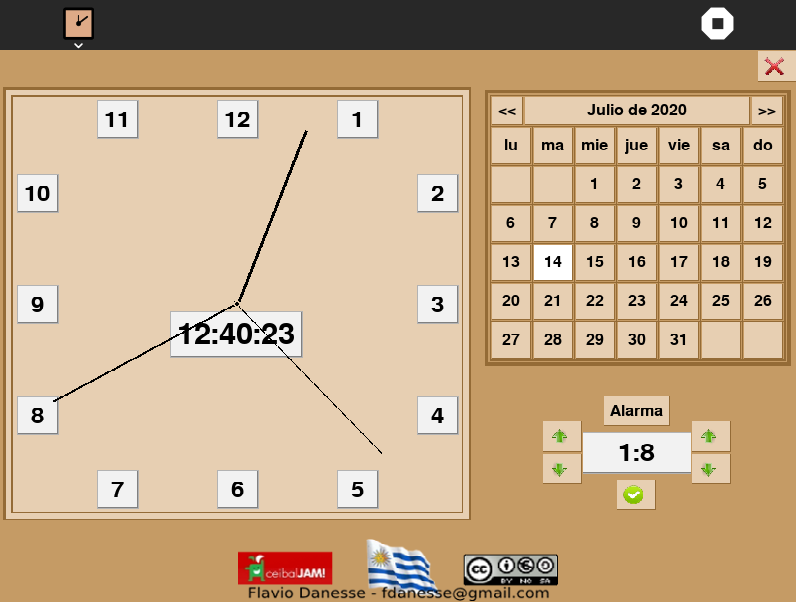 11 12 1
10 2
9 3
12:40:23
8 4
7 6 5
<< Julio de 2020 >>
lu ma mie jue vie sa do
1 2 3 4 5
6 7 8 9 10 11 12
13 14 15 16 17 18 19
20 21 22 23 24 25 26
27 28 29 30 31
Alarma
1:8
ceibalJAM!
cc
BY NC SA
Flavio Danesse - fdanesse@gmail.com